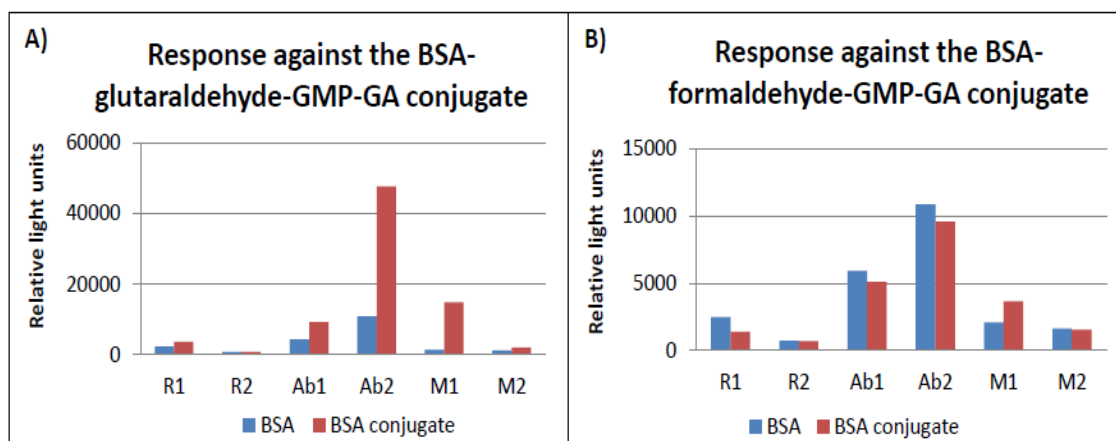 A)
Response against the BSA-
glutaraldehyde-GMP-GA conjugate
Relative light units
60000
40000
20000
0
R1 R2 Ab1 Ab2 M1 M2
BSA BSA conjugate
B)
Response against the BSA-
formaldehyde-GMP-GA conjugate
Relative light units
15000
10000
5000
0
R1 R2 Ab1 Ab2 M1 M2
BSA BSA conjugate